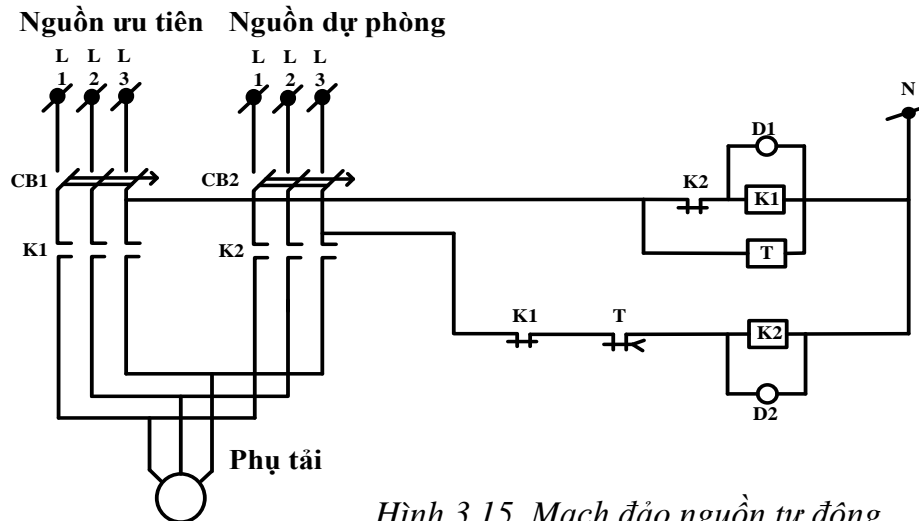 Nguồn ưu tiên Nguồn dự phòng
L L L L L L
1 2 3 1 2 3
N
D1
CB1 CB2 K2 K1
K1 K2 T
K1 T K2
D2
Phụ tải
Hình 3.15. Mạch đảo nguồn tự động